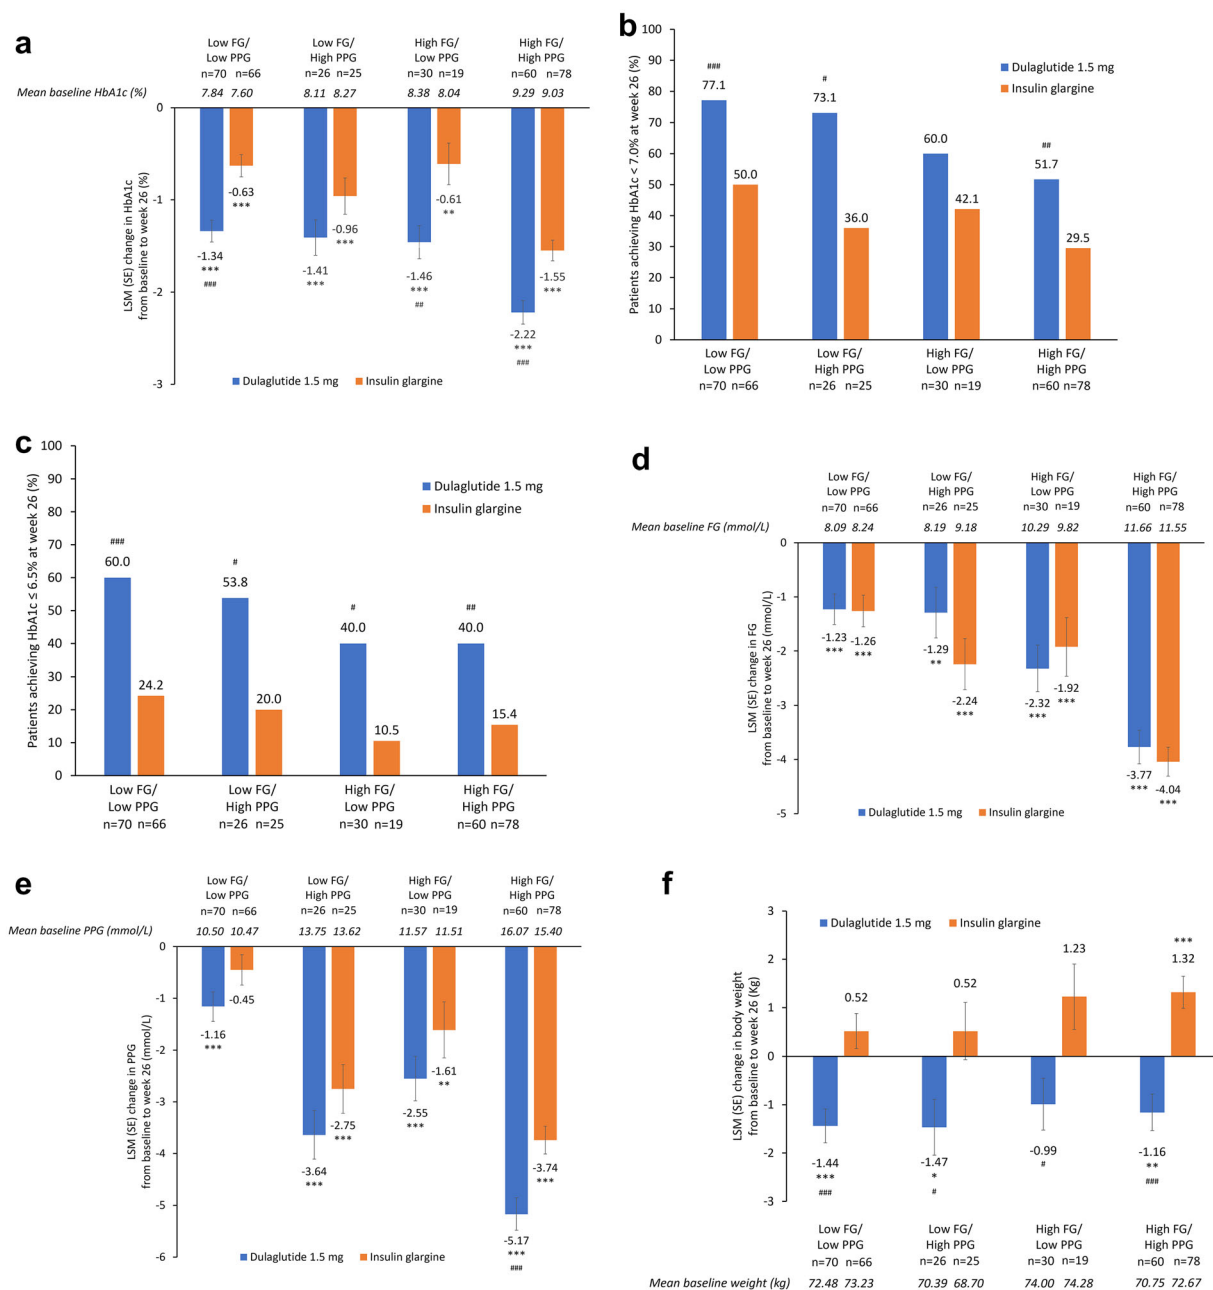 a
Low FG/ Low FG/ High FG/ High FG/
Low PPG High PPG Low PPG High PPG
n=70 n=66 n=26 n=25 n=30 n=19 n=60 n=78
Mean baseline HbA1c (%) 7.84 7.60 8.11 8.27 8.38 8.04 9.29 9.03
LSM (SE) change in HbA1c
from baseline to week 26 (%)
0
-1
-2
-3
-1.34
***
###
-0.63
***
-1.41
***
-0.96
***
-1.46
***
##
-0.61
**
-2.22
***
###
-1.55
***
Dulaglutide 1.5 mg Insulin glargine
b
Patients achieving HbA1c < 7.0% at week 26 (%)
100
90
80
70
60
50
40
30
20
10
0
Dulaglutide 1.5 mg
Insulin glargine
###
77.1
50.0
#
73.1
36.0
60.0
42.1
##
51.7
29.5
Low FG/ Low FG/ High FG/ High FG/
Low PPG High PPG Low PPG High PPG
n=70 n=66 n=26 n=25 n=30 n=19 n=60 n=78
c
Patients achieving HbA1c ≤ 6.5% at week 26 (%)
100
90
80
70
60
50
40
30
20
10
0
Dulaglutide 1.5 mg
Insulin glargine
###
60.0
24.2
#
53.8
20.0
#
40.0
10.5
##
40.0
15.4
Low FG/ Low FG/ High FG/ High FG/
Low PPG High PPG Low PPG High PPG
n=70 n=66 n=26 n=25 n=30 n=19 n=60 n=78
d
Low FG/ Low FG/ High FG/ High FG/
Low PPG High PPG Low PPG High PPG
n=70 n=66 n=26 n=25 n=30 n=19 n=60 n=78
Mean baseline FG (mmol/L) 8.09 8.24 8.19 9.18 10.29 9.82 11.66 11.55
LSM (SE) change in FG
from baseline to week 26 (mmol/L)
0
-1
-2
-3
-4
-5
-1.23
***
-1.26
***
-1.29
**
-2.24
***
-2.32
***
-1.92
***
-3.77
***
-4.04
***
Dulaglutide 1.5 mg Insulin glargine
e
Low FG/ Low FG/ High FG/ High FG/
Low PPG High PPG Low PPG High PPG
n=70 n=66 n=26 n=25 n=30 n=19 n=60 n=78
Mean baseline PPG (mmol/L) 10.50 10.47 13.75 13.62 11.57 11.51 16.07 15.40
LSM (SE) change in PPG
from baseline to week 26 (mmol/L)
0
-1
-2
-3
-4
-5
-6
-1.16
***
-0.45
-3.64
***
-2.75
***
-2.55
***
-1.61
**
-5.17
***
###
-3.74
***
Dulaglutide 1.5 mg Insulin glargine
f
LSM (SE) change in body weight
from baseline to week 26 (Kg)
3
2
1
0
-1
-2
-3
Dulaglutide 1.5 mg Insulin glargine
-1.44
***
###
0.52
-1.47
*
#
0.52
-0.99
#
1.23
-1.16
**
###
***
1.32
Low FG/ Low FG/ High FG/ High FG/
Low PPG High PPG Low PPG High PPG
n=70 n=66 n=26 n=25 n=30 n=19 n=60 n=78
Mean baseline weight (kg) 72.48 73.23 70.39 68.70 74.00 74.28 70.75 72.67